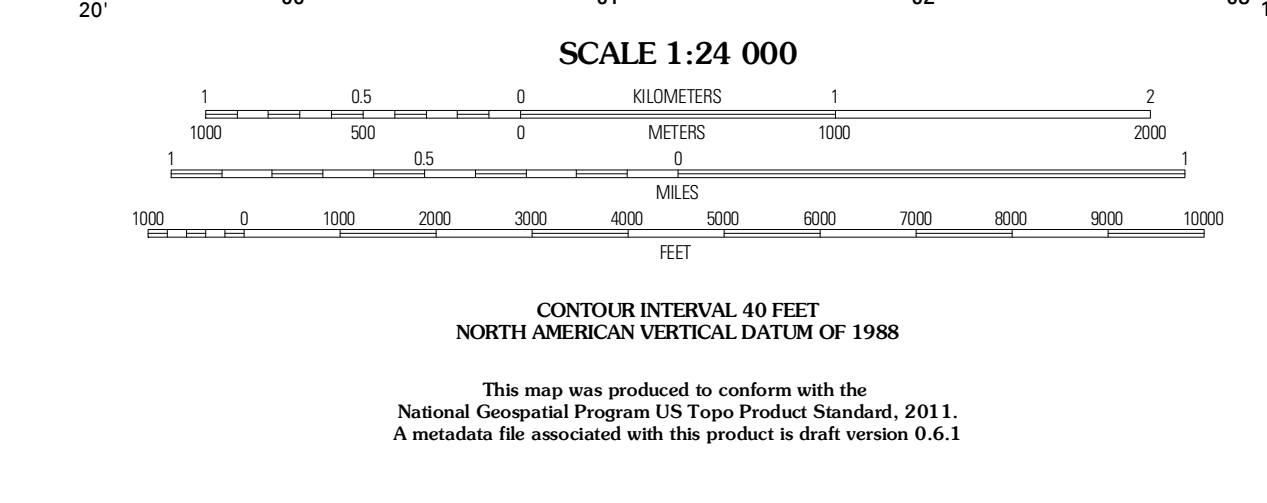 20'
SCALE 1:24 000
1 0.5 0 KILOMETERS 1 2
1000 500 0 METERS 1000 2000
1 0.5 0 1
MILES
1000 0 1000 2000 3000 4000 5000 6000 7000 8000 9000 10000
FEET
CONTOUR INTERVAL 40 FEET
NORTH AMERICAN VERTICAL DATUM OF 1988
This map was produced to conform with the
National Geospatial Program US Topo Product Standard, 2011.
A metadata file associated with this product is draft version 0.6.1